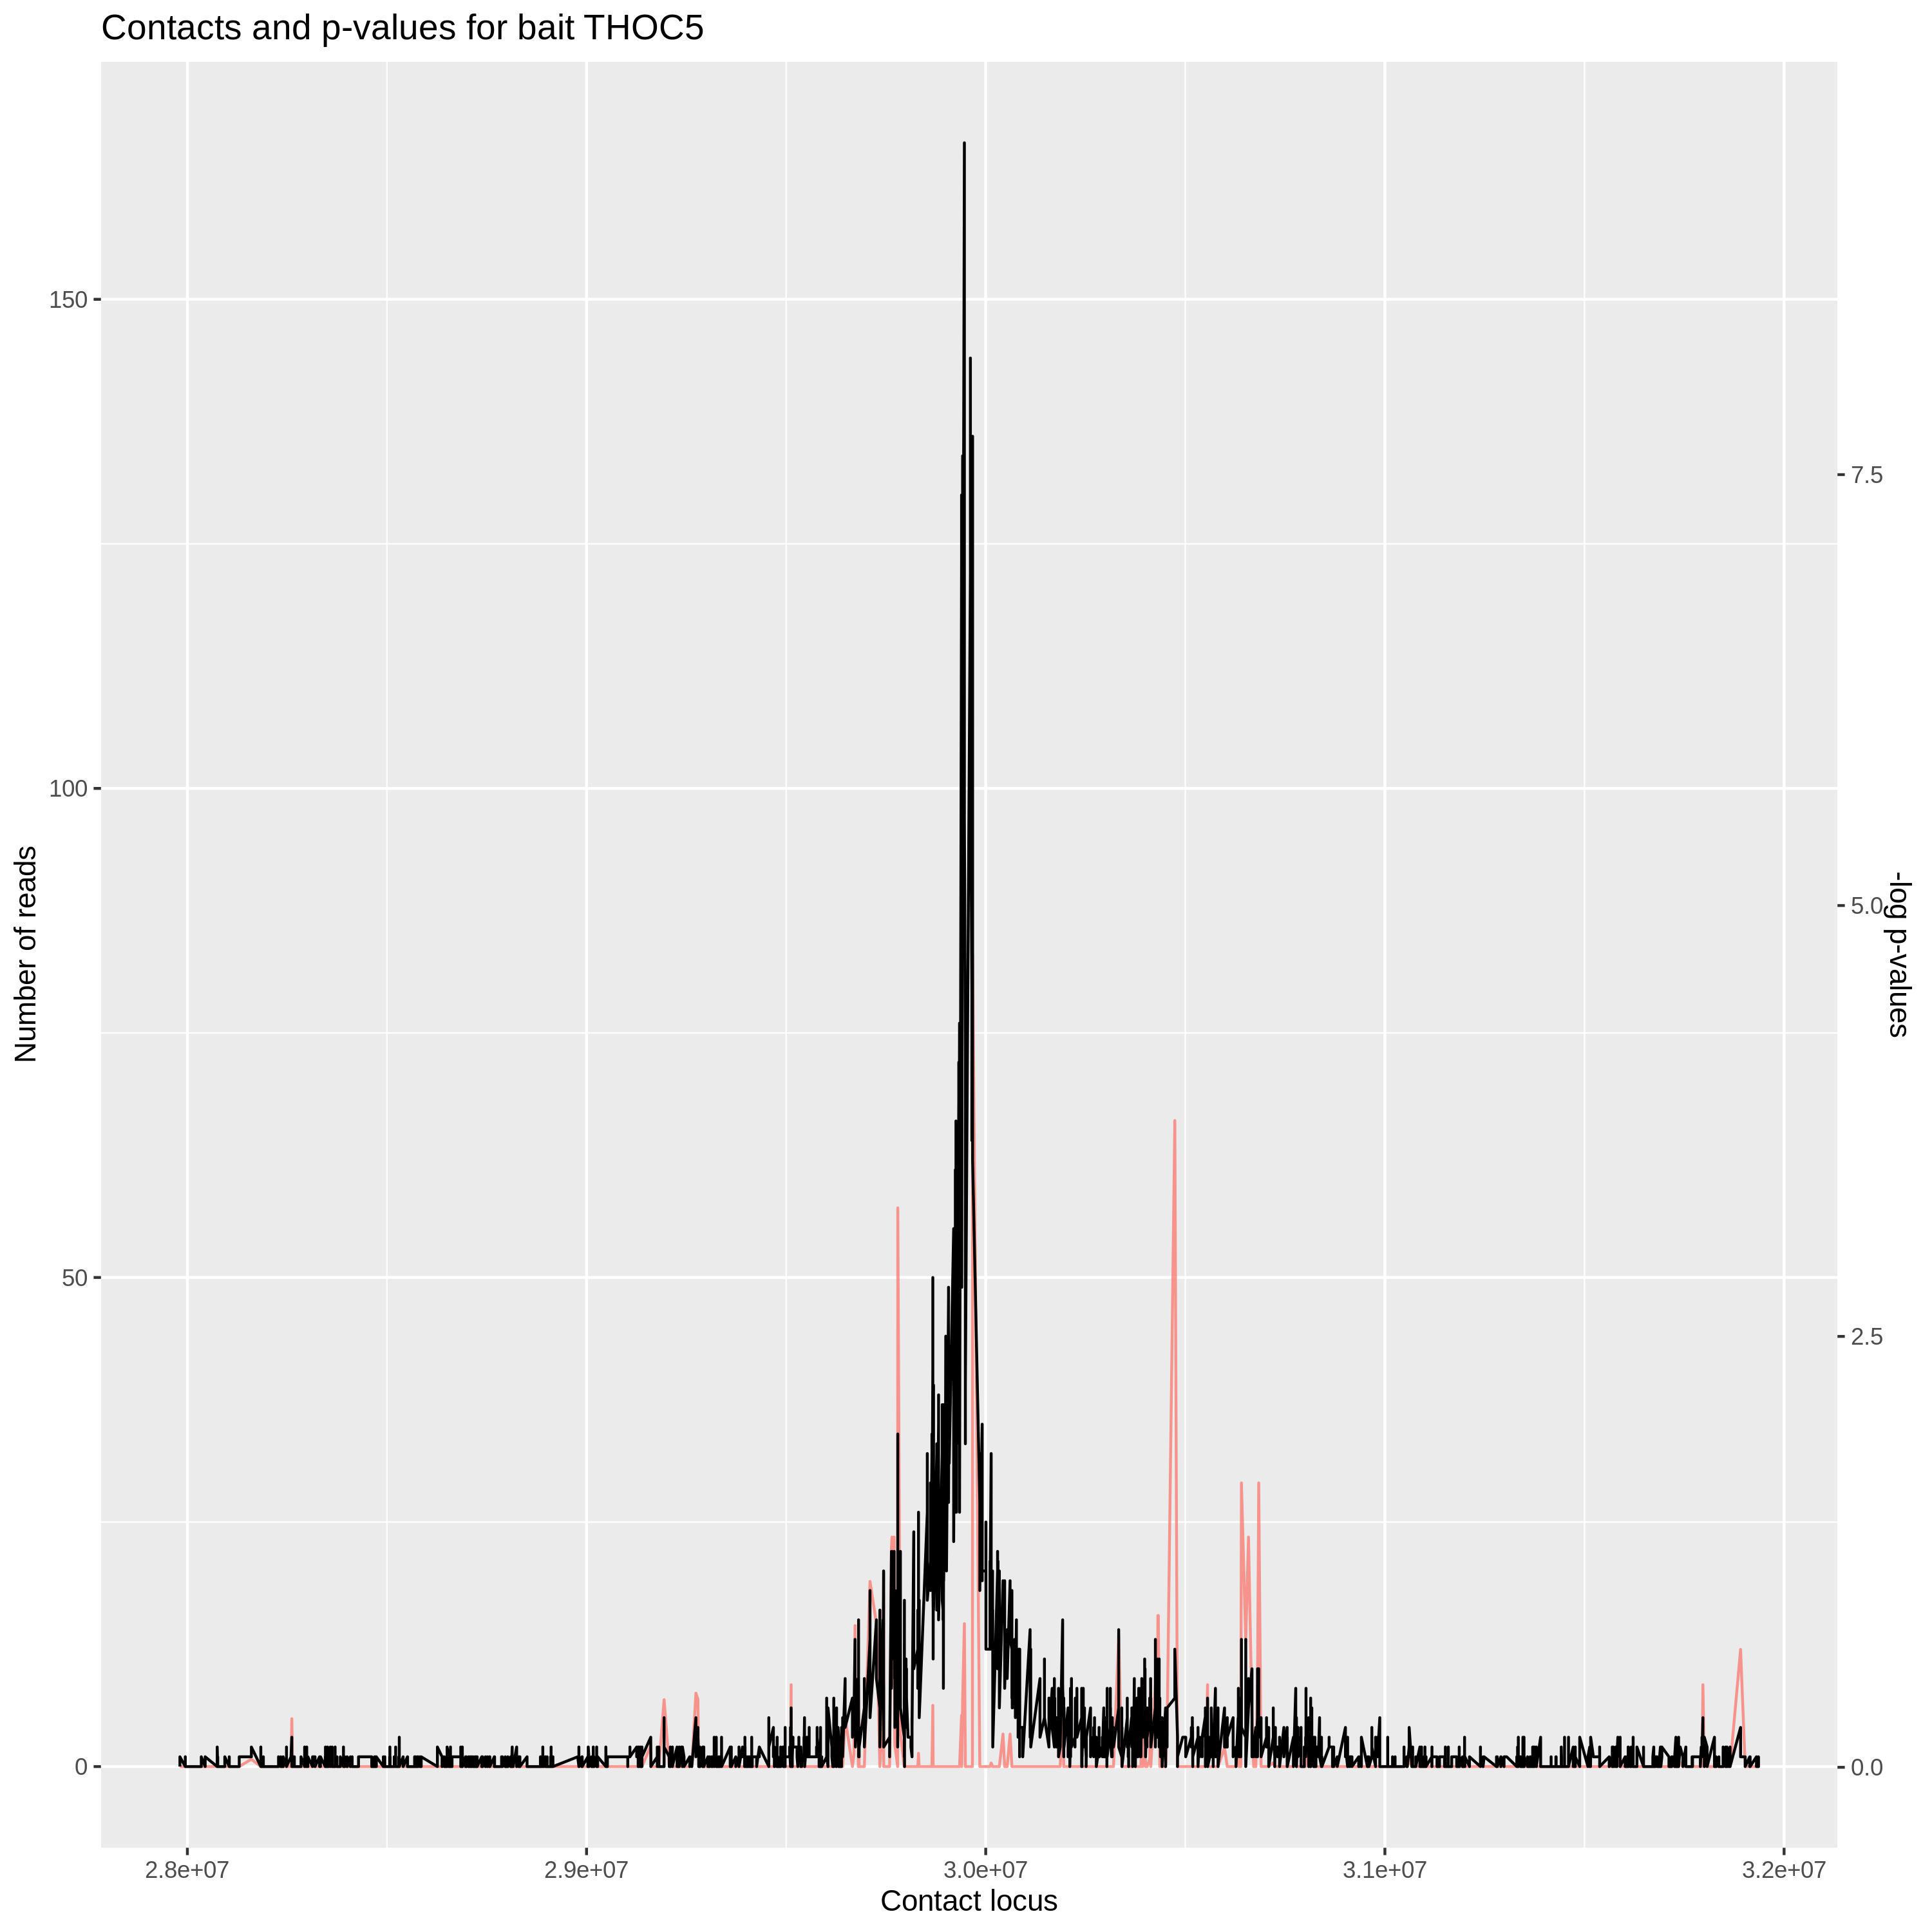 Contacts and p-values for bait THOC5
150
100
50
0
Number of reads
7.5
5.0
2.5
0.0
-log p-values
2.8e+07
2.9e+07
3.0e+07
3.1e+07
3.2e+07
Contact locus